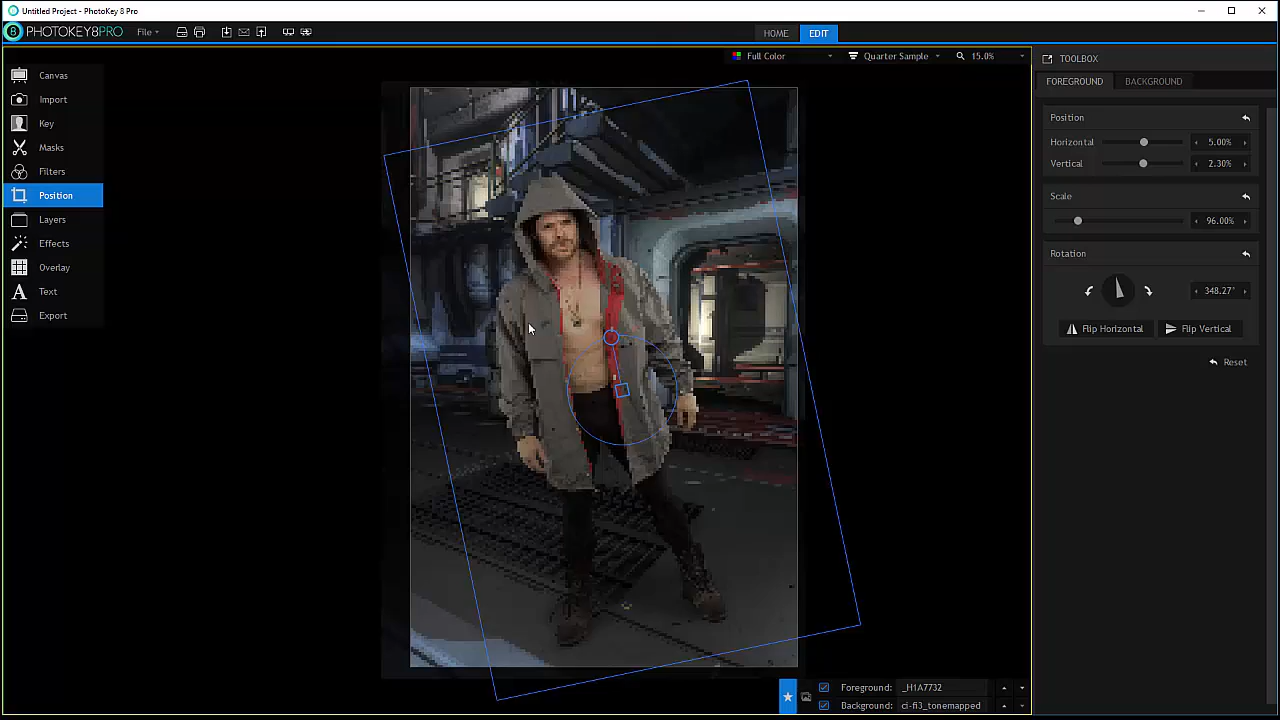 Untitled Project - PhotoKey 8 Pro
8 PHOTOKEY8PRO File
HOME EDIT
Full Color Quarter Sample 15.0%
Canvas
Import
Key
Masks
Filters
Position
Layers
Effects
Overlay
Text
Export
TOOLBOX
FOREGROUND BACKGROUND
Position
Horizontal 5.00%
Vertical 2.30%
Scale
96.00%
Rotation
348.27°
Flip Horizontal Flip Vertical
Reset
Foreground: _H1A7732
Background: ci-fi3_tonemapped